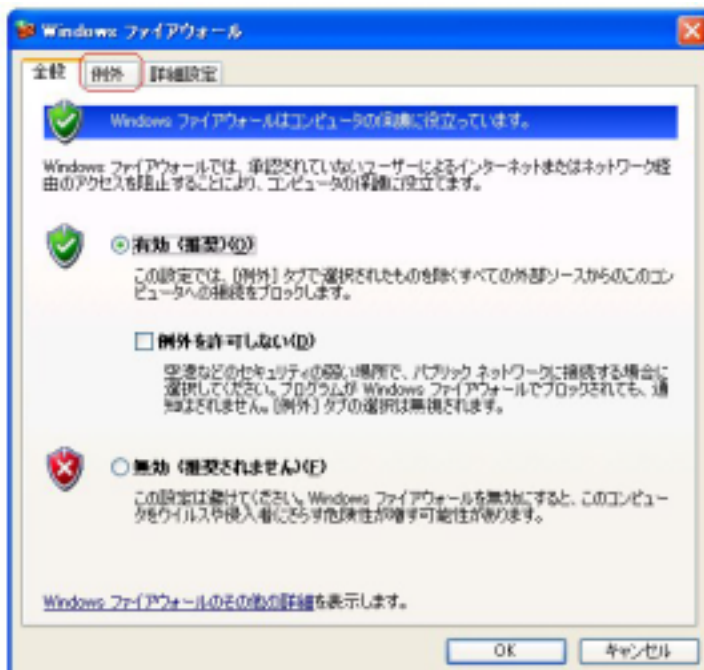 Windows ファイアウォール
全般 例外 詳細設定
Windows ファイアウォールはコンピュータの保護に役立っています。
Windows ファイアウォールでは、承認されていないユーザーによるインターネットまたはネットワーク経
由のアクセスを阻止することにより、コンピュータの保護に役立てます。
有効 (推奨)(O)
この設定では、[例外] タブで選択されたものを除くすべての外部ソースからのこのコン
ピュータへの接続をブロックします。
例外を許可しない(D)
空港などのセキュリティの弱い場所で、パブリック ネットワークに接続する場合に
選択してください。プログラムが Windows ファイアウォールでブロックされても、通
知はされません。[例外] タブの選択は無視されます。
無効 (推奨されません)(F)
この設定は避けてください。Windows ファイアウォールを無効にすると、このコンピュー
タをウイルスや侵入者にさらす危険性が増す可能性があります。
Windows ファイアウォールのその他の詳細を表示します。
OK キャンセル